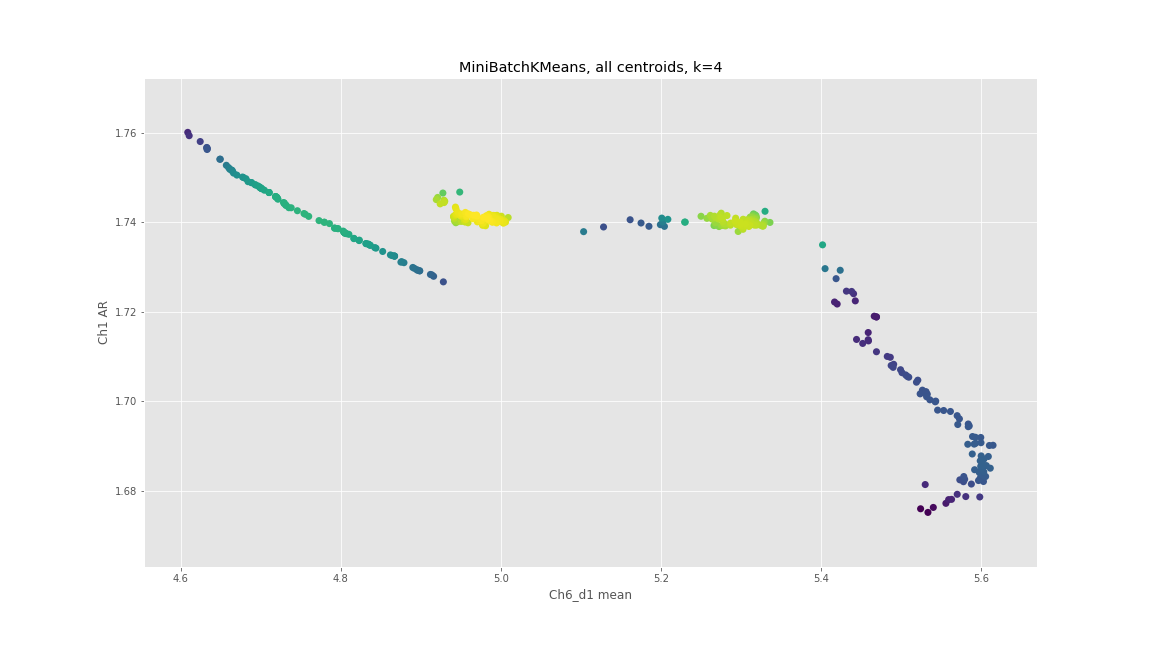 MiniBatchKMeans, all centroids, k=4
1.76
1.74
1.72
1.70
1.68
Ch1 AR
4.6 4.8 5.0 5.2 5.4 5.6
Ch6_d1 mean